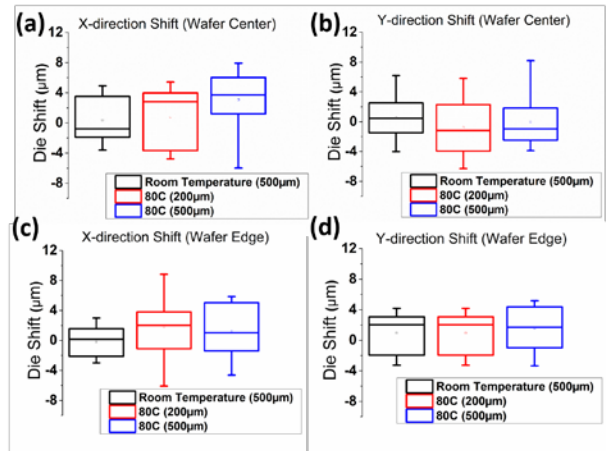 (a)
X-direction Shift (Wafer Center)
Die Shift (µm)
12
8
4
0
-4
-8
Room Temperature (500µm)
80C (200µm)
80C (500µm)
(b)
Y-direction Shift (Wafer Center)
Die Shift (µm)
12
8
4
0
-4
-8
Room Temperature (500µm)
80C (200µm)
80C (500µm)
(c)
X-direction Shift (Wafer Edge)
Die Shift (µm)
12
8
4
0
-4
-8
Room Temperature (500µm)
80C (200µm)
80C (500µm)
(d)
Y-direction Shift (Wafer Edge)
Die Shift (µm)
12
8
4
0
-4
-8
Room Temperature (500µm)
80C (200µm)
80C (500µm)